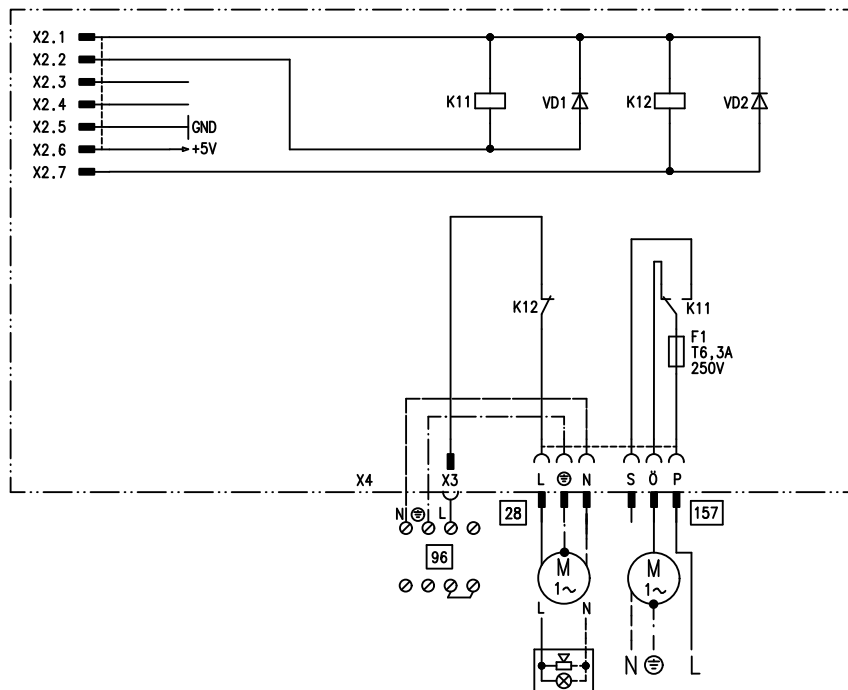 X2.1
X2.2
X2.3
X2.4
X2.5
X2.6
X2.7
GND
+5V
K11
VD1
K12
VD2
K12
K11
F1
T6,3A
250V
X4
X3
L
N
S
Ö
P
28
157
N
L
96
M
1~
M
1~
L
N
N
L